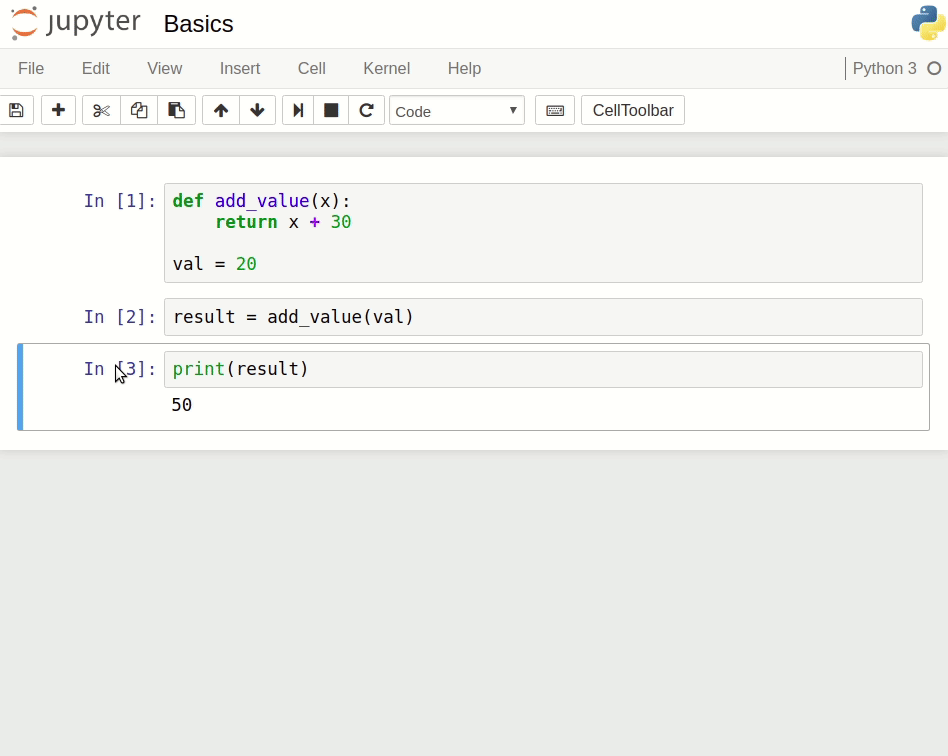 jupyter Basics
File Edit View Insert Cell Kernel Help Python 3
Code CellToolbar
In [1]: def add_value(x):
    return x + 30
val = 20
In [2]: result = add_value(val)
In [3]: print(result)
50